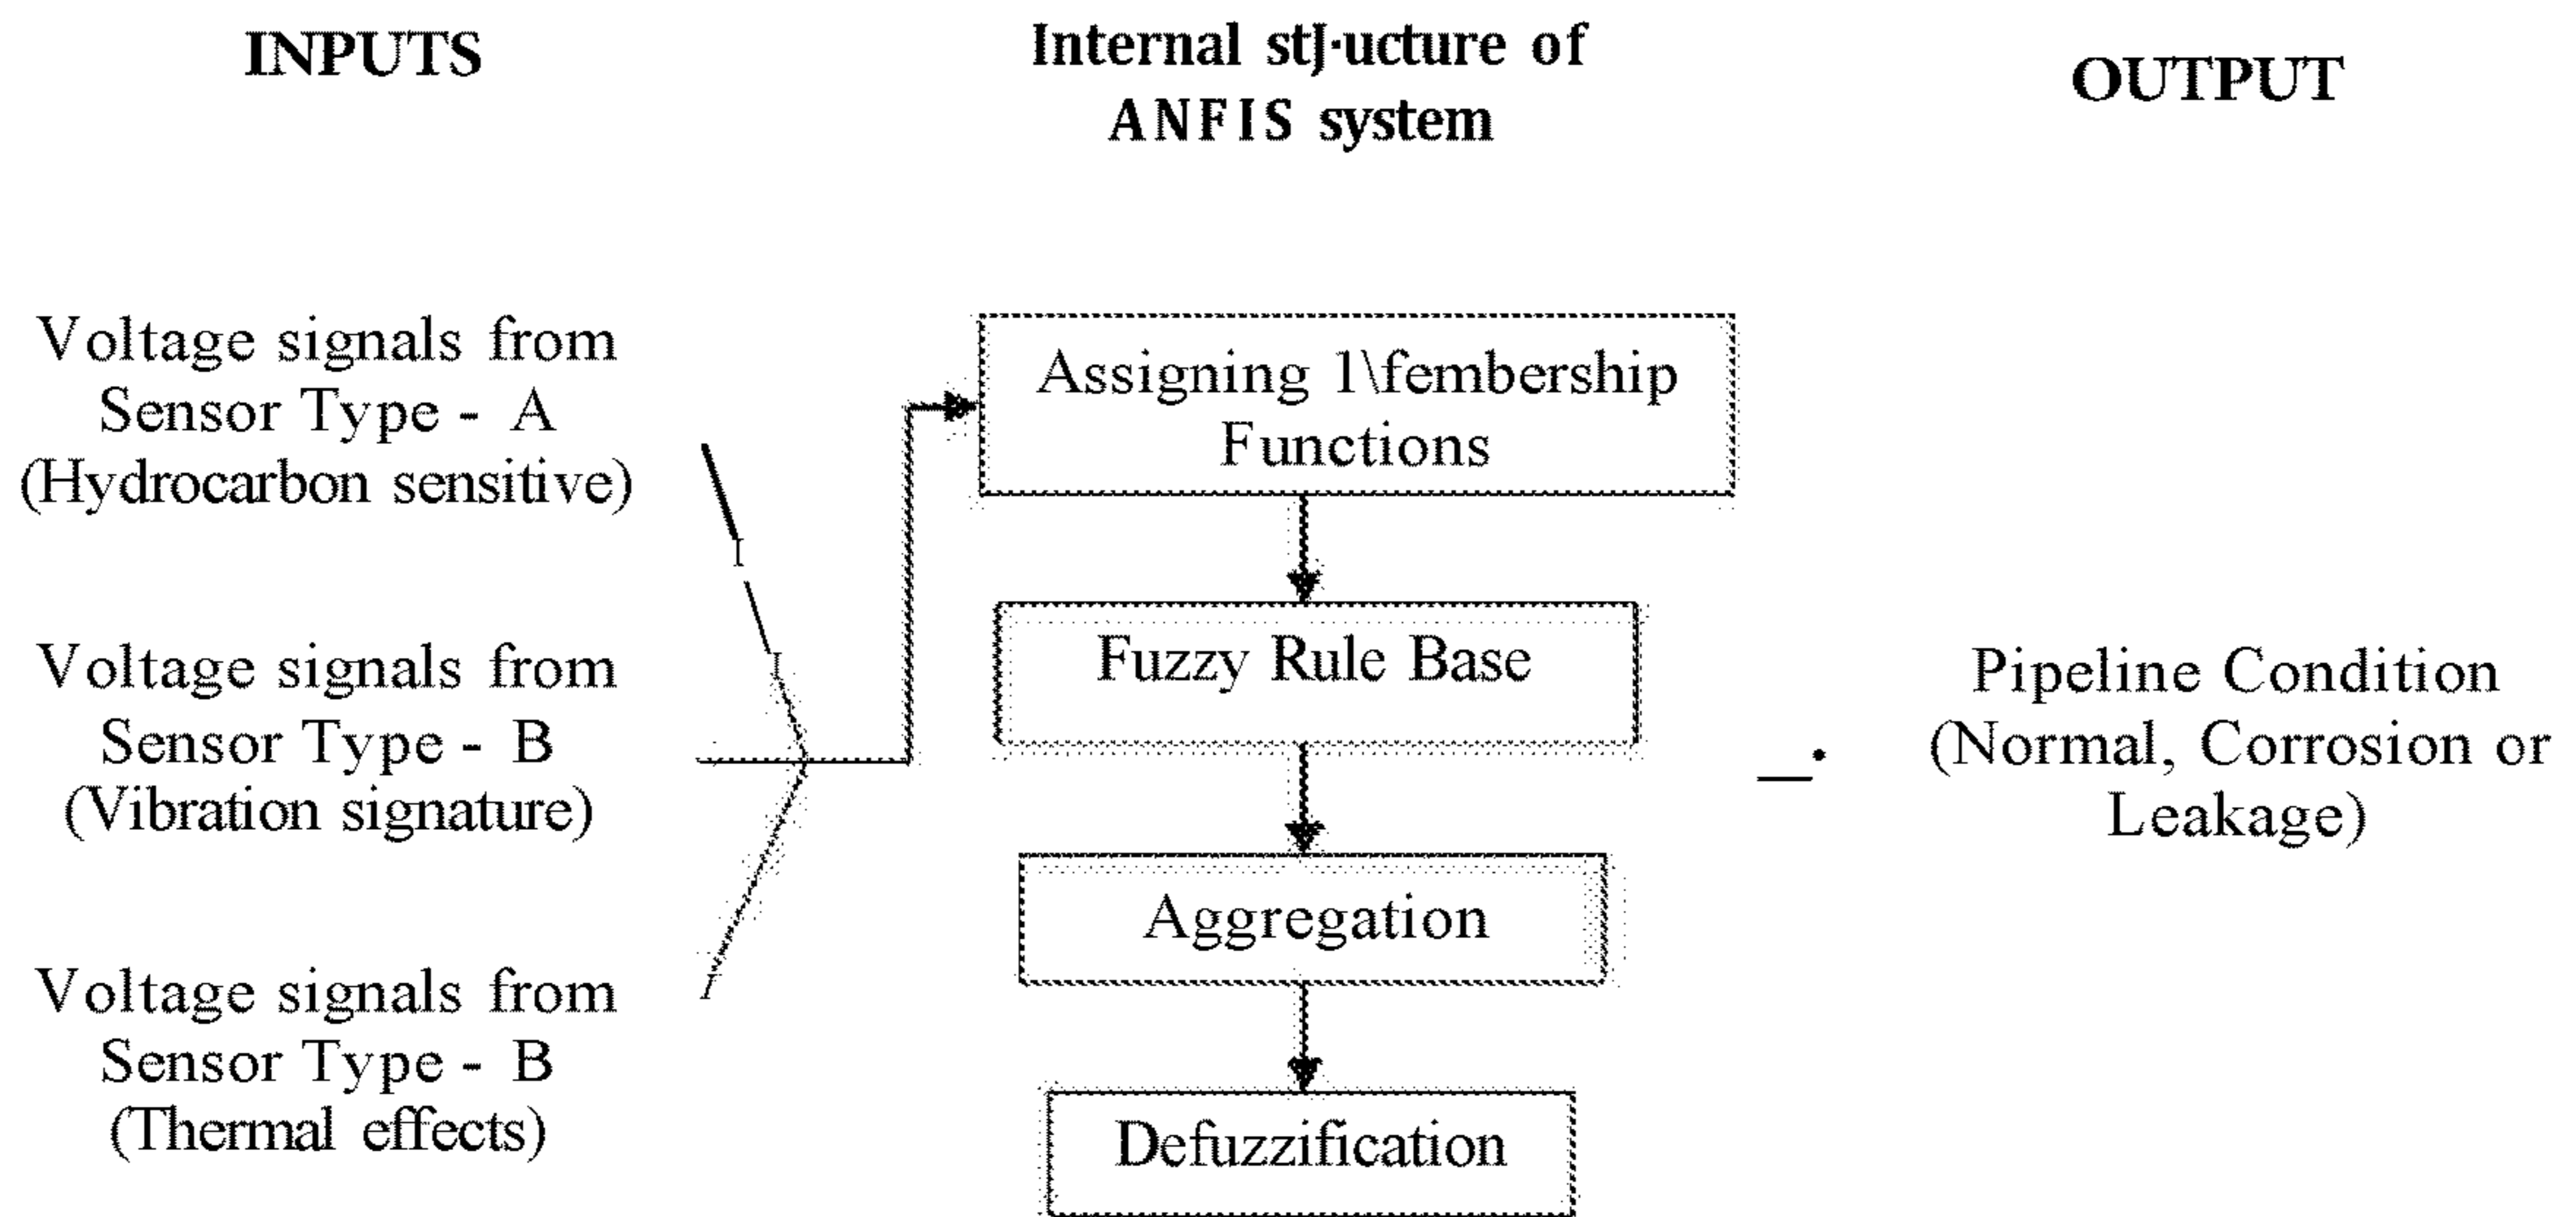 INPUTS
Internal stJ·ucture of
ANFIS system
OUTPUT
Voltage signals from
Sensor Type - A
(Hydrocarbon sensitive)
Voltage signals from
Sensor Type - B
(Vibration signature)
Voltage signals from
Sensor Type - B
(Thermal effects)
Assigning 1\fembership
Functions
Fuzzy Rule Base
Aggregation
Defuzzification
Pipeline Condition
(Normal, Corrosion or
Leakage)